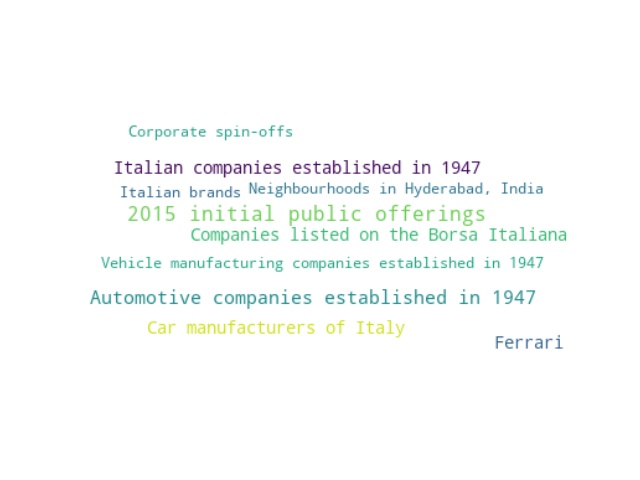 Corporate spin-offs
Italian companies established in 1947
Italian brands Neighbourhoods in Hyderabad, India
2015 initial public offerings
Companies listed on the Borsa Italiana
Vehicle manufacturing companies established in 1947
Automotive companies established in 1947
Car manufacturers of Italy
Ferrari